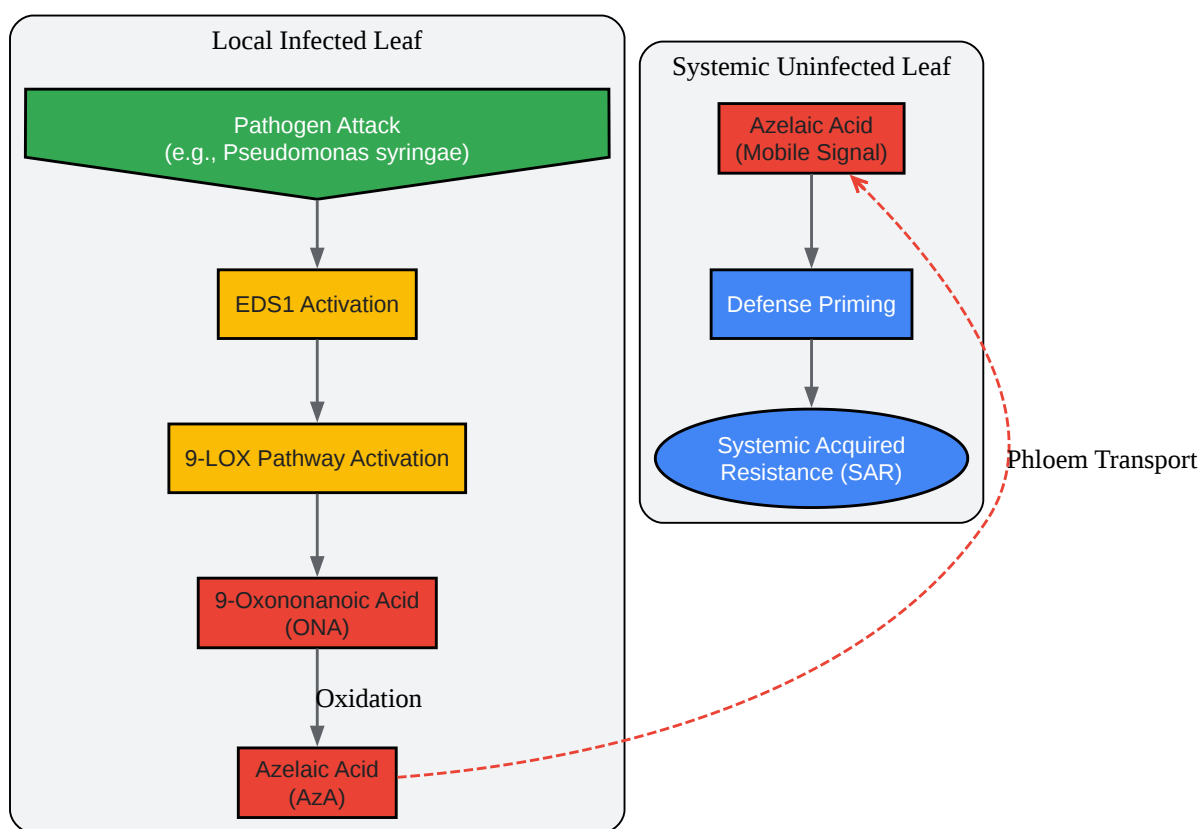 Local Infected Leaf
Pathogen Attack
(e.g., Pseudomonas syringae)
EDS1 Activation
9-LOX Pathway Activation
9-Oxononanoic Acid
(ONA)
Oxidation
Azelaic Acid
(AzA)
Systemic Uninfected Leaf
Azelaic Acid
(Mobile Signal)
Defense Priming
Systemic Acquired
Resistance (SAR)
Phloem Transport